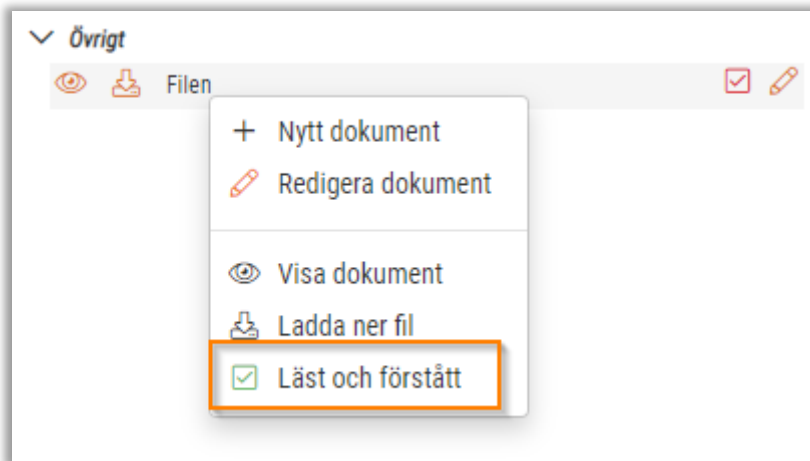 Övrigt
Filen
Nytt dokument
Redigera dokument
Visa dokument
Ladda ner fil
Läst och förstått